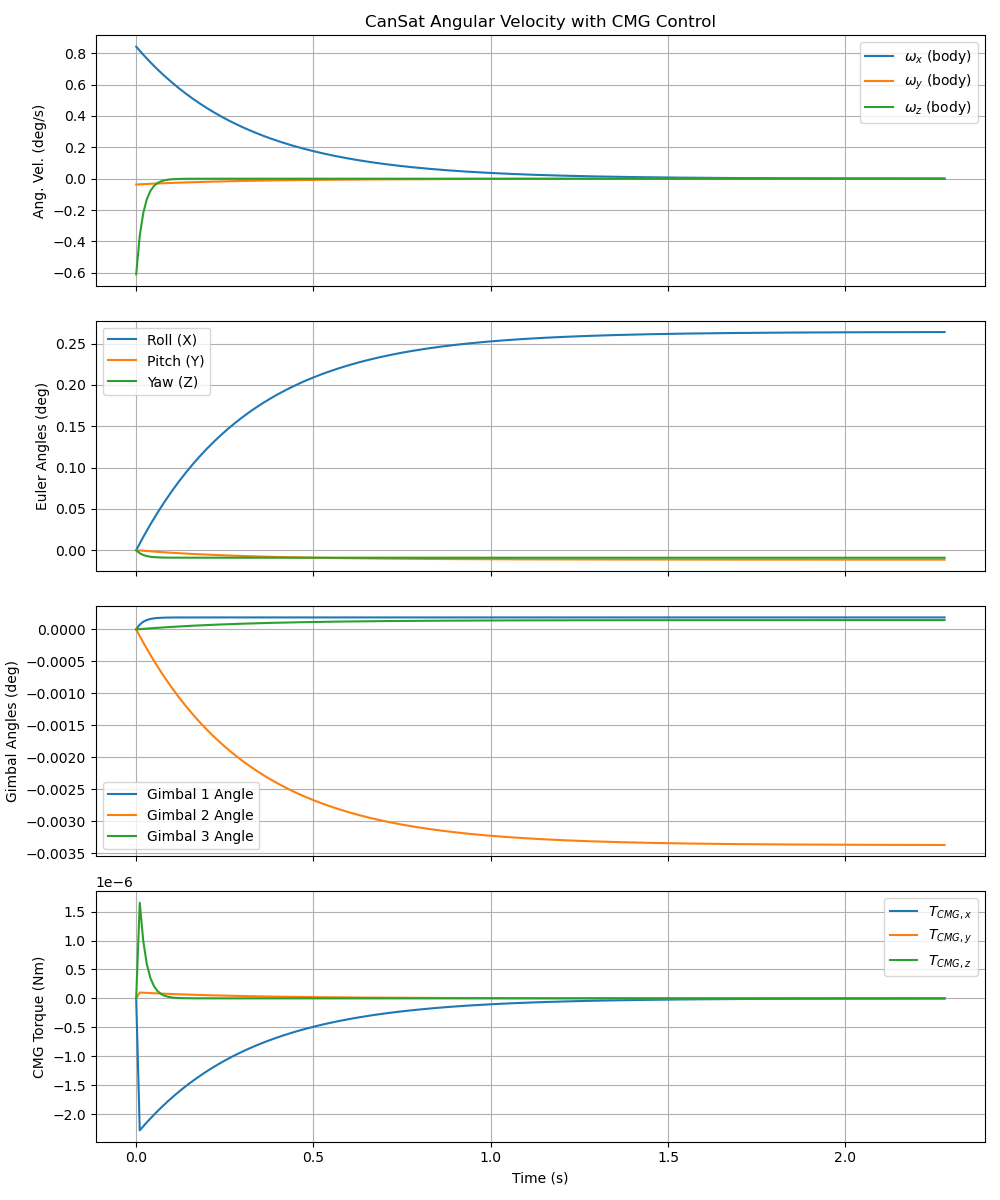 CanSat Angular Velocity with CMG Control
Ang. Vel. (deg/s)
0.8
0.6
0.4
0.2
0.0
−0.2
−0.4
−0.6
ωx (body)
ωy (body)
ωz (body)
Euler Angles (deg)
0.25
0.20
0.15
0.10
0.05
0.00
Roll (X)
Pitch (Y)
Yaw (Z)
Gimbal Angles (deg)
0.0000
−0.0005
−0.0010
−0.0015
−0.0020
−0.0025
−0.0030
−0.0035
Gimbal 1 Angle
Gimbal 2 Angle
Gimbal 3 Angle
1e−6
CMG Torque (Nm)
1.5
1.0
0.5
0.0
−0.5
−1.0
−1.5
−2.0
TCMG, x
TCMG, y
TCMG, z
0.0 0.5 1.0 1.5 2.0
Time (s)